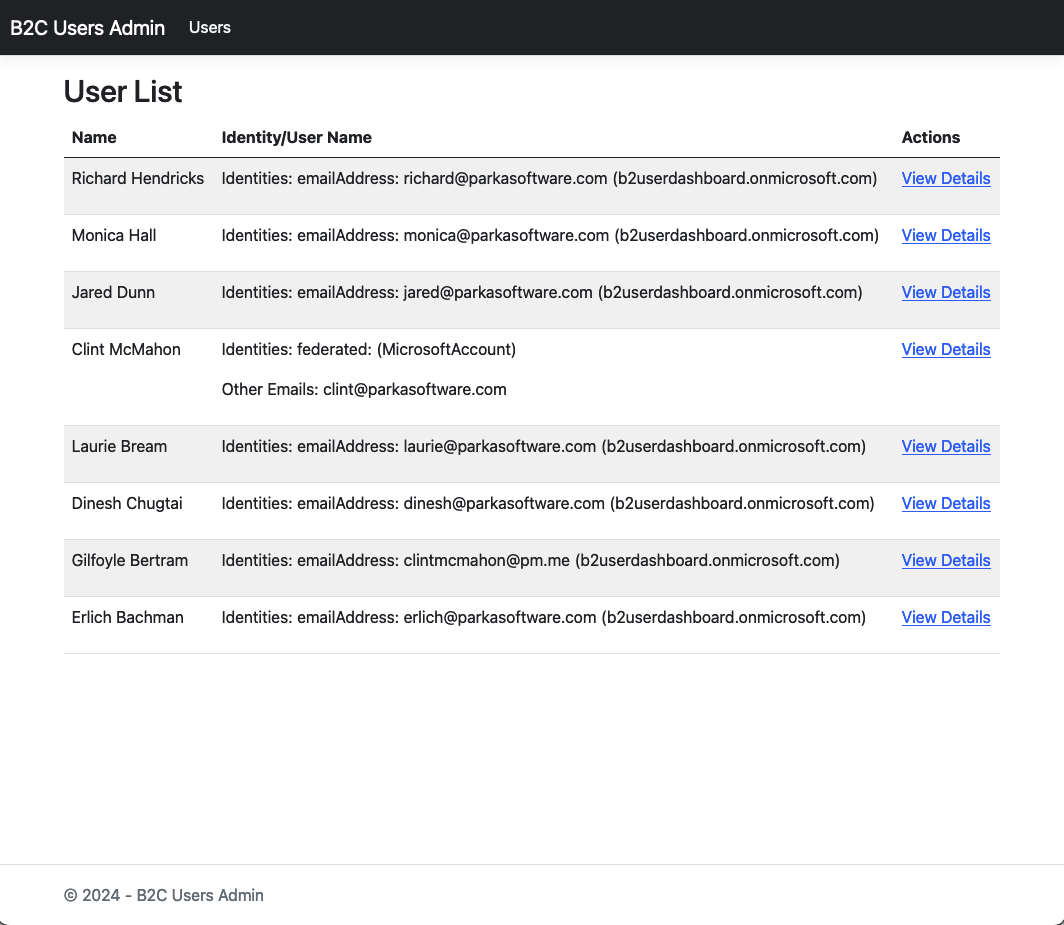 B2C Users Admin Users
User List
Name Identity/User Name Actions
Richard Hendricks Identities: emailAddress: richard@parkasoftware.com (b2userdashboard.onmicrosoft.com) View Details
Monica Hall Identities: emailAddress: monica@parkasoftware.com (b2userdashboard.onmicrosoft.com) View Details
Jared Dunn Identities: emailAddress: jared@parkasoftware.com (b2userdashboard.onmicrosoft.com) View Details
Clint McMahon Identities: federated: (MicrosoftAccount) View Details
Other Emails: clint@parkasoftware.com
Laurie Bream Identities: emailAddress: laurie@parkasoftware.com (b2userdashboard.onmicrosoft.com) View Details
Dinesh Chugtai Identities: emailAddress: dinesh@parkasoftware.com (b2userdashboard.onmicrosoft.com) View Details
Gilfoyle Bertram Identities: emailAddress: clintmcmahon@pm.me (b2userdashboard.onmicrosoft.com) View Details
Erlich Bachman Identities: emailAddress: erlich@parkasoftware.com (b2userdashboard.onmicrosoft.com) View Details
© 2024 - B2C Users Admin